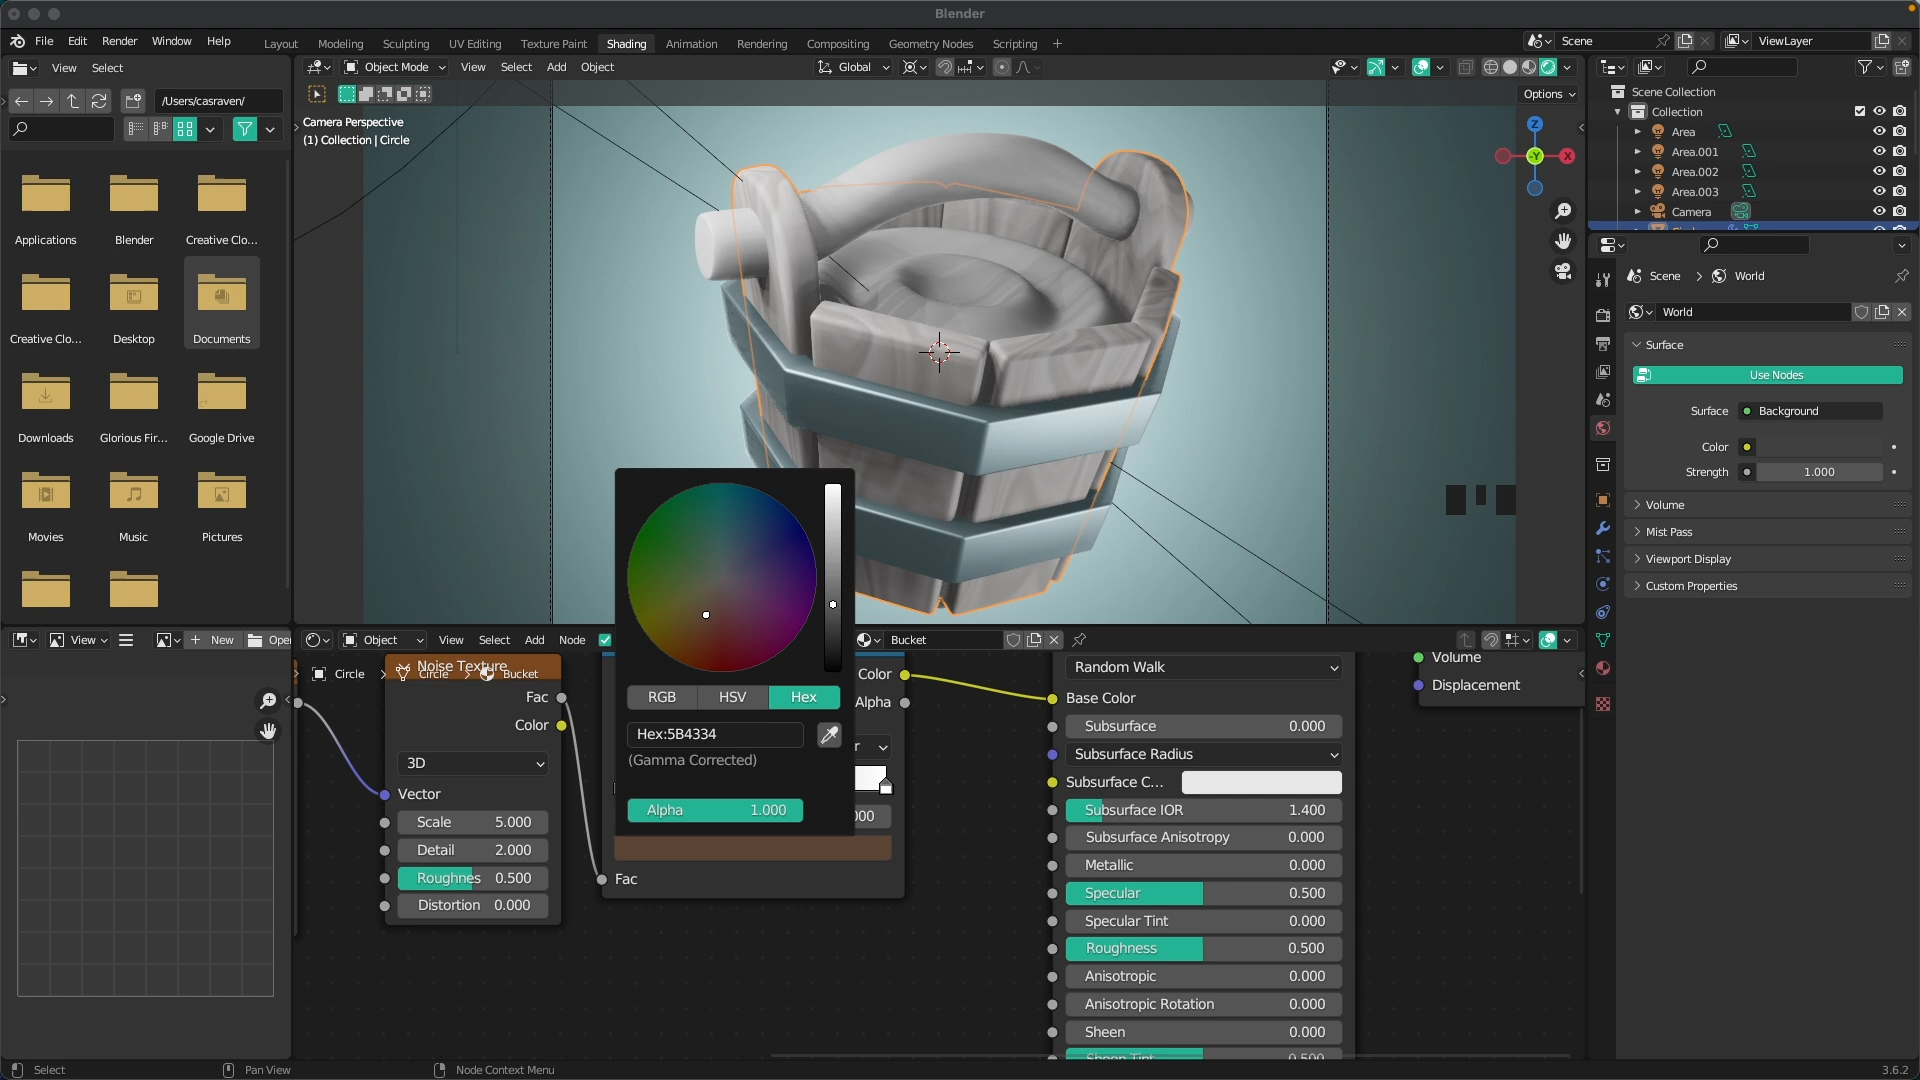 Blender
File Edit Render Window Help
Layout Modeling Sculpting UV Editing Texture Paint Shading Animation Rendering Compositing Geometry Nodes Scripting
Scene
ViewLayer
View Select
/Users/casraven/
Object Mode View Select Add Object
Global
Options
Camera Perspective
(1) Collection | Circle
Z
-Y
X
Applications
Blender
Creative Clo...
Creative Clo...
Desktop
Documents
Downloads
Glorious Fir...
Google Drive
Movies
Music
Pictures
Scene Collection
Collection
Area
Area.001
Area.002
Area.003
Camera
Scene > World
World
Surface
Use Nodes
Surface Background
Color
Strength 1.000
Volume
Mist Pass
Viewport Display
Custom Properties
View
New
Ope
Object View Select Add Node
Bucket
Circle > Circle > Bucket
Noise Texture
Fac
Color
3D
Vector
Scale 5.000
Detail 2.000
Roughnes 0.500
Distortion 0.000
RGB HSV Hex
Hex:5B4334
(Gamma Corrected)
Alpha 1.000
Color
Alpha
r
000
Fac
Random Walk
Base Color
Subsurface 0.000
Subsurface Radius
Subsurface C...
Subsurface IOR 1.400
Subsurface Anisotropy 0.000
Metallic 0.000
Specular 0.500
Specular Tint 0.000
Roughness 0.500
Anisotropic 0.000
Anisotropic Rotation 0.000
Sheen 0.000
Sheen Tint 0.500
Volume
Displacement
Select
Pan View
Node Context Menu
3.6.2